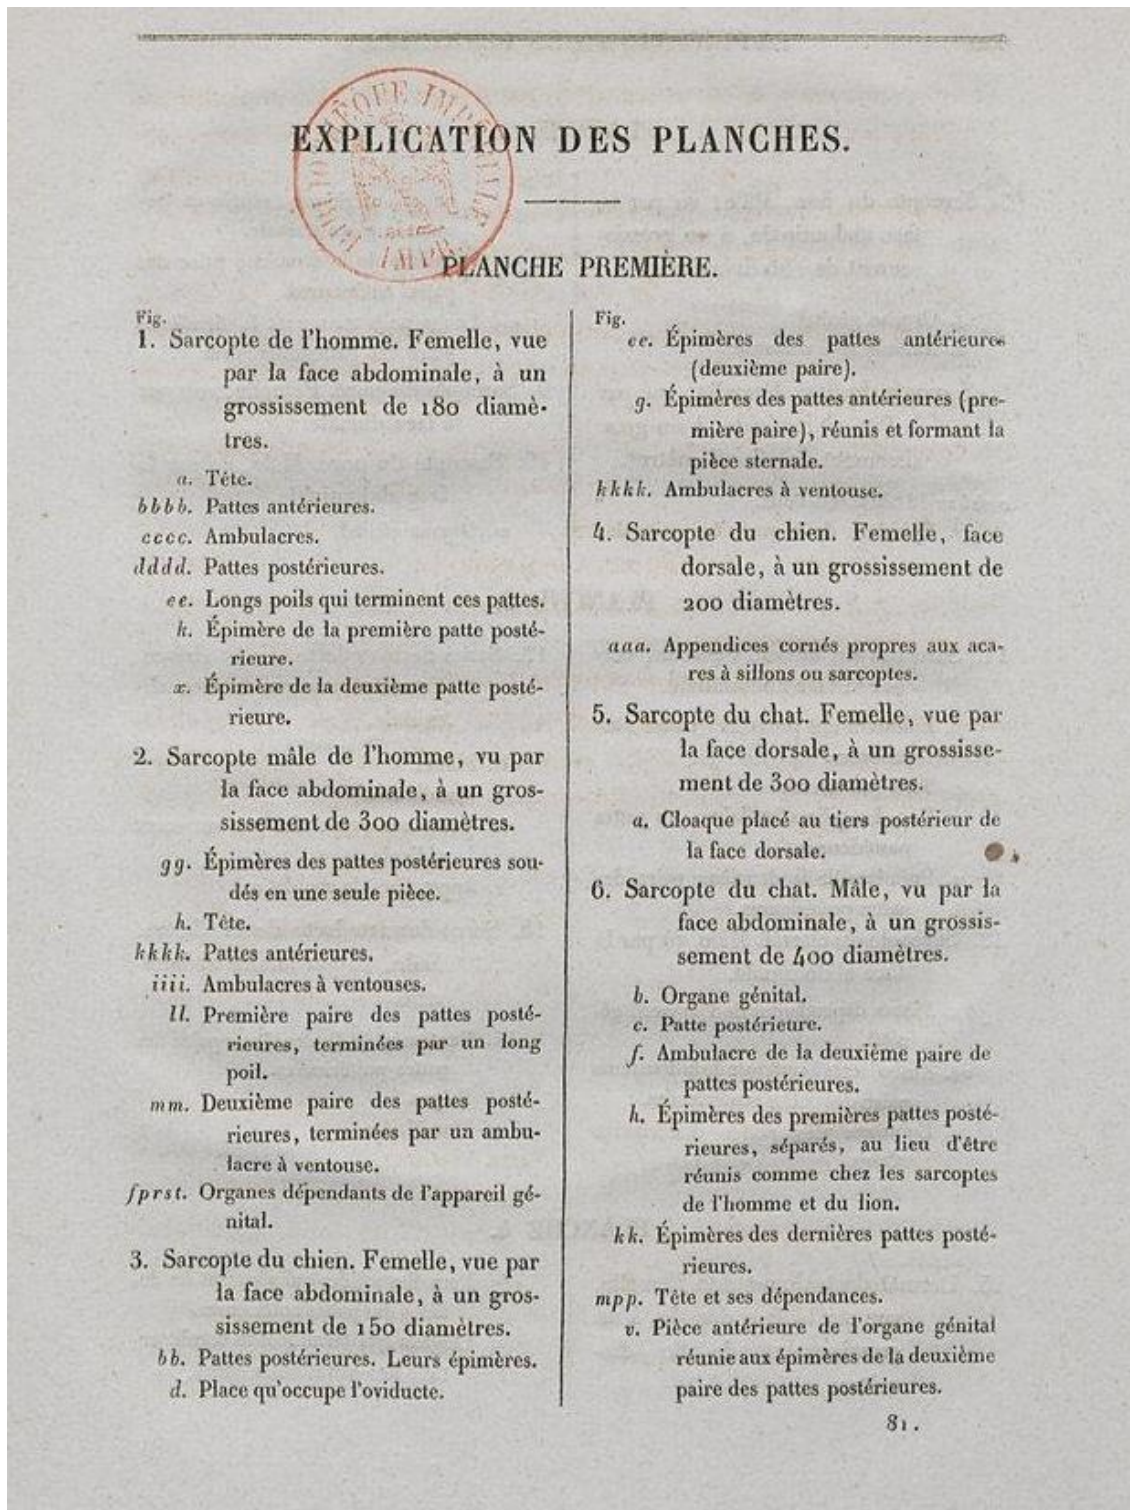 EXPLICATION DES PLANCHES.
PLANCHE PREMIÈRE.
Fig.
1. Sarcopte de l'homme. Femelle, vue
par la face abdominale, à un
grossissement de 180 diamè-
tres.
a. Tête.
bbbb. Pattes antérieures.
cccc. Ambulacres.
dddd. Pattes postérieures.
ee. Longs poils qui terminent ces pattes.
k. Épimère de la première patte posté-
rieure.
x. Épimère de la deuxième patte posté-
rieure.
2. Sarcopte mâle de l'homme, vu par
la face abdominale, à un gros-
sissement de 300 diamètres.
gg. Épimères des pattes postérieures sou-
dés en une seule pièce.
h. Tête.
kkkk. Pattes antérieures.
iiii. Ambulacres à ventouses.
ll. Première paire des pattes posté-
rieures, terminées par un long
poil.
mm. Deuxième paire des pattes posté-
rieures, terminées par un ambu-
lacre à ventouse.
fprst. Organes dépendants de l'appareil gé-
nital.
3. Sarcopte du chien. Femelle, vue par
la face abdominale, à un gros-
sissement de 150 diamètres.
bb. Pattes postérieures. Leurs épimères.
d. Place qu'occupe l'oviducte.
Fig.
ee. Épimères des pattes antérieures
(deuxième paire).
g. Épimères des pattes antérieures (pre-
mière paire), réunis et formant la
pièce sternale.
kkkk. Ambulacres à ventouse.
4. Sarcopte du chien. Femelle, face
dorsale, à un grossissement de
200 diamètres.
aaa. Appendices cornés propres aux aca-
res à sillons ou sarcoptes.
5. Sarcopte du chat. Femelle, vue par
la face dorsale, à un grossisse-
ment de 300 diamètres.
a. Cloaque placé au tiers postérieur de
la face dorsale.
6. Sarcopte du chat. Mâle, vu par la
face abdominale, à un grossis-
sement de 400 diamètres.
b. Organe génital.
c. Patte postérieure.
f. Ambulacre de la deuxième paire de
pattes postérieures.
h. Épimères des premières pattes posté-
rieures, séparés, au lieu d'être
réunis comme chez les sarcoptes
de l'homme et du lion.
kk. Épimères des dernières pattes posté-
rieures.
mpp. Tête et ses dépendances.
v. Pièce antérieure de l'organe génital
réunie aux épimères de la deuxième
paire des pattes postérieures.
81.